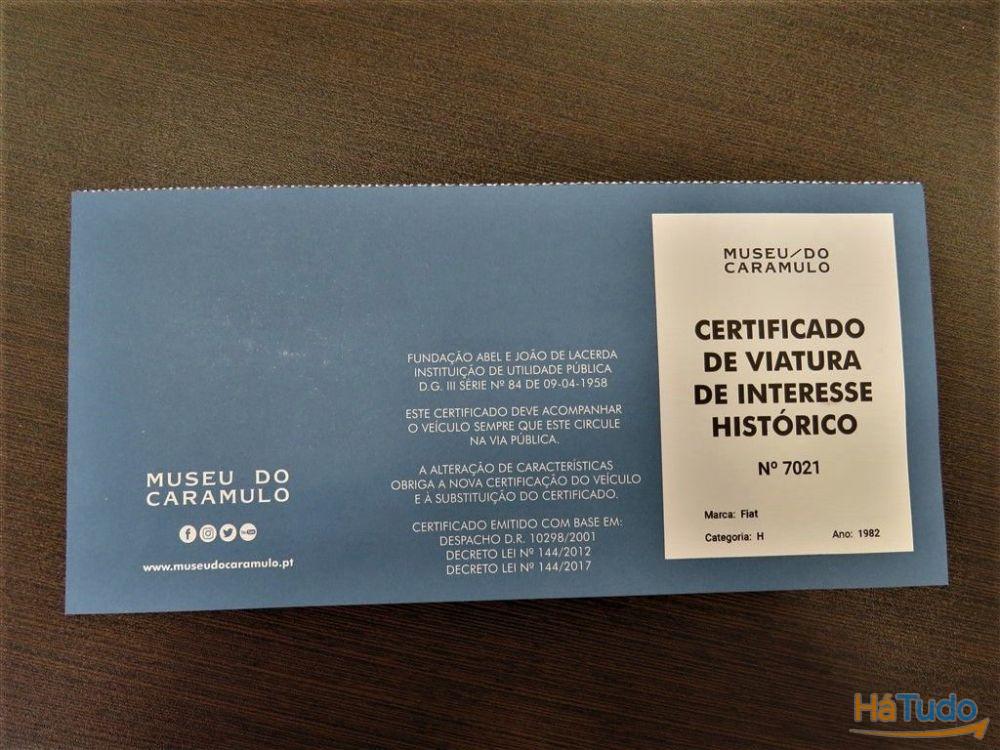 MUSEU DO
CARAMULO
www.museudocaramulo.pt
FUNDAÇÃO ABEL E JOÃO DE LACERDA
INSTITUIÇÃO DE UTILIDADE PÚBLICA
D.G. III SÉRIE Nº 84 DE 09-04-1958
ESTE CERTIFICADO DEVE ACOMPANHAR
O VEÍCULO SEMPRE QUE ESTE CIRCULE
NA VIA PÚBLICA.
A ALTERAÇÃO DE CARACTERÍSTICAS
OBRIGA A NOVA CERTIFICAÇÃO DO VEÍCULO
E À SUBSTITUIÇÃO DO CERTIFICADO.
CERTIFICADO EMITIDO COM BASE EM:
DESPACHO D.R. 10298/2001
DECRETO LEI Nº 144/2012
DECRETO LEI Nº 144/2017
MUSEU/DO
CARAMULO
CERTIFICADO
DE VIATURA
DE INTERESSE
HISTÓRICO
Nº 7021
Marca: Fiat
Categoria: H Ano: 1982
HáTudo